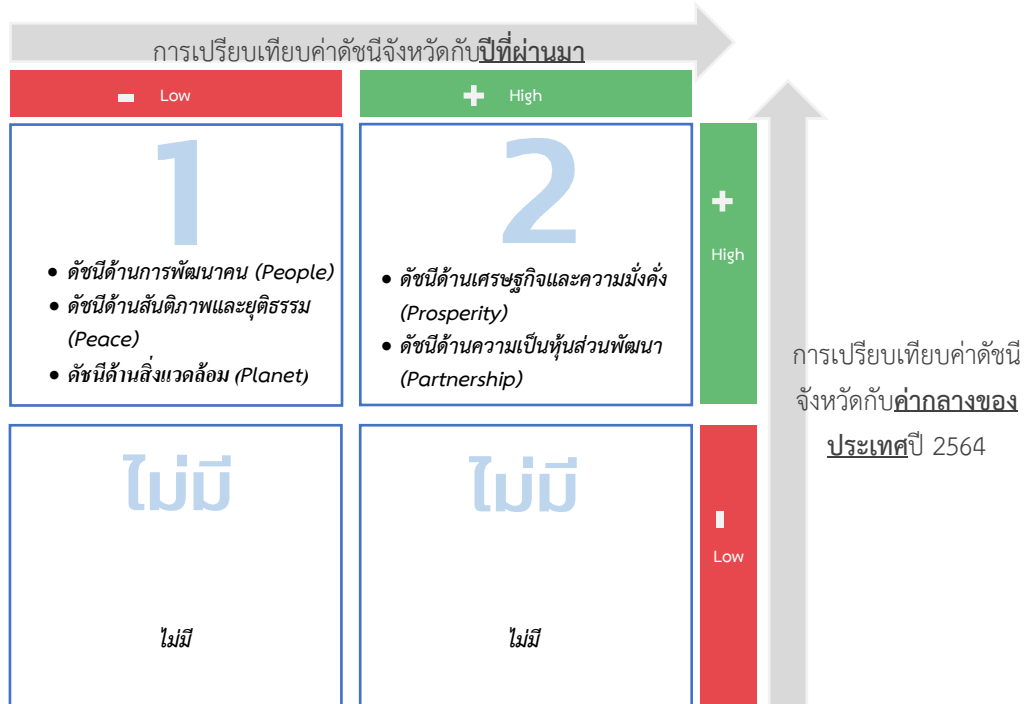 การเปรียบเทียบค่าดัชนีจังหวัดกับปีที่ผ่านมา
- Low
+ High
1
2
+
High
• ดัชนีด้านการพัฒนาคน (People)
• ดัชนีด้านสันติภาพและยุติธรรม
(Peace)
• ดัชนีด้านสิ่งแวดล้อม (Planet)
• ดัชนีด้านเศรษฐกิจและความมั่งคั่ง
(Prosperity)
• ดัชนีด้านความเป็นหุ้นส่วนพัฒนา
(Partnership)
การเปรียบเทียบค่าดัชนี
จังหวัดกับค่ากลางของ
ประเทศปี 2564
ไม่มี
ไม่มี
-
Low
ไม่มี
ไม่มี